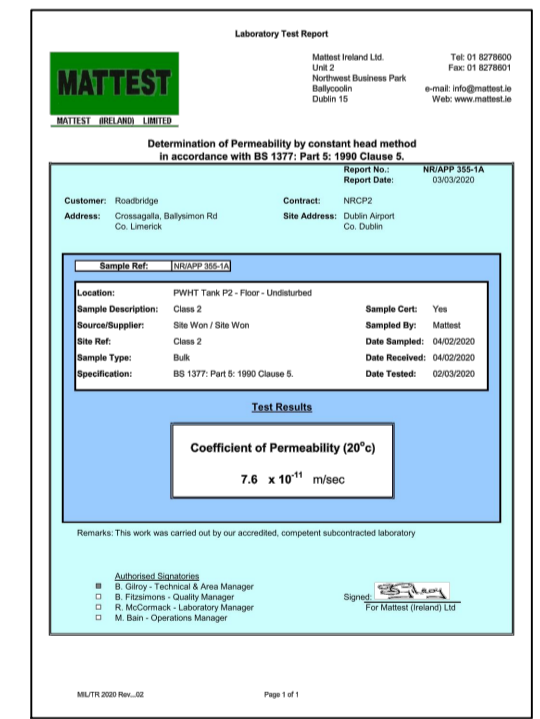 Laboratory Test Report
MATTEST
MATTEST (IRELAND) LIMITED
Mattest Ireland Ltd.
Unit 2
Northwest Business Park
Ballycoolin
Dublin 15
Tel: 01 8278600
Fax: 01 8278601
e-mail: info@mattest.ie
Web: www.mattest.ie
Determination of Permeability by constant head method
in accordance with BS 1377: Part 5: 1990 Clause 5.
Report No.: NR/APP 355-1A
Report Date: 03/03/2020
Customer: Roadbridge
Contract: NRCP2
Address: Crossagalla, Ballysimon Rd
Co. Limerick
Site Address: Dublin Airport
Co. Dublin
Sample Ref: NR/APP 355-1A
Location: PWHT Tank P2 - Floor - Undisturbed
Sample Description: Class 2 Sample Cert: Yes
Source/Supplier: Site Won / Site Won Sampled By: Mattest
Site Ref: Class 2 Date Sampled: 04/02/2020
Sample Type: Bulk Date Received: 04/02/2020
Specification: BS 1377: Part 5: 1990 Clause 5. Date Tested: 02/03/2020
Test Results
Coefficient of Permeability (20°c)
7.6 x 10⁻¹¹ m/sec
Remarks: This work was carried out by our accredited, competent subcontracted laboratory
Authorised Signatories
B. Gilroy - Technical & Area Manager
B. Fitzsimons - Quality Manager
R. McCormack - Laboratory Manager
M. Bain - Operations Manager
Signed: B Gilroy
For Mattest (Ireland) Ltd
MIL/TR 2020 Rev...02
Page 1 of 1